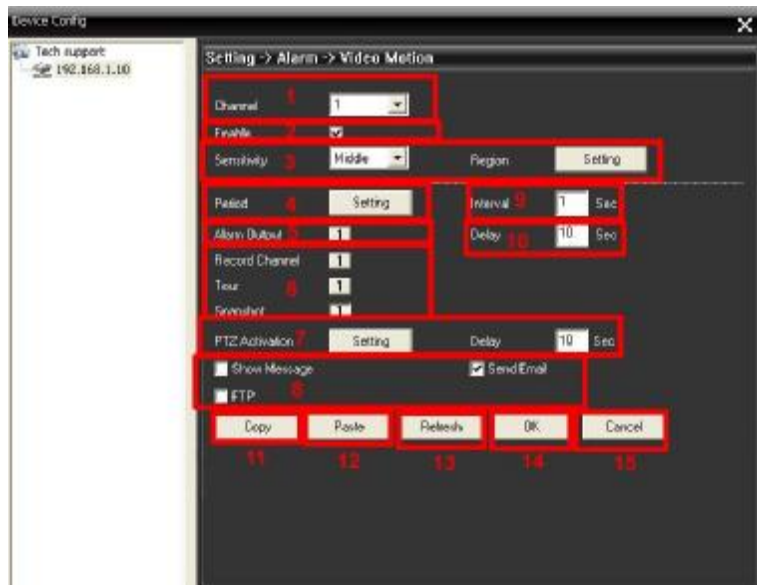 Device Config
Tech support
192.168.1.10
Setting -> Alarm -> Video Motion
Channel 1 1
Enable 2
Sensitivity 3 Middle Region Setting
Period 4 Setting Interval 9 1 Sec
Alarm Output 5 1 Delay 10 10 Sec
Record Channel 1
Tour 6 1
Snapshot 1
PTZ Activation 7 Setting Delay 10 Sec
Show Message Send Email
8
FTP
Copy Paste Refresh OK Cancel
11 12 13 14 15